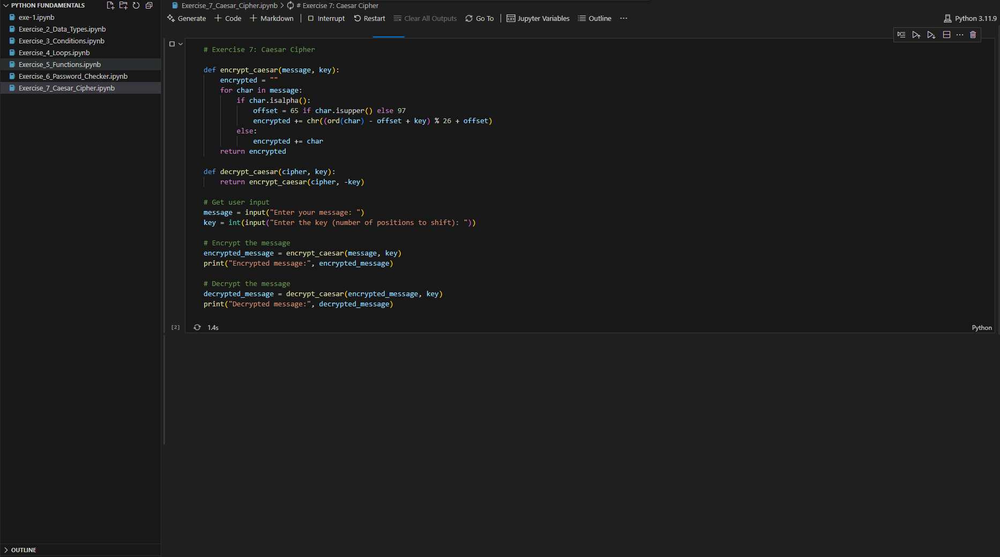 PYTHON FUNDAMENTALS
exe-1.ipynb
Exercise_2_Data_Types.ipynb
Exercise_3_Conditions.ipynb
Exercise_4_Loops.ipynb
Exercise_5_Functions.ipynb
Exercise_6_Password_Checker.ipynb
Exercise_7_Caesar_Cipher.ipynb
OUTLINE
Exercise_7_Caesar_Cipher.ipynb > # Exercise 7: Caesar Cipher
Generate + Code + Markdown Interrupt Restart Clear All Outputs Go To Jupyter Variables Outline ... Python 3.11.9
# Exercise 7: Caesar Cipher
def encrypt_caesar(message, key):
    encrypted = ""
    for char in message:
        if char.isalpha():
            offset = 65 if char.isupper() else 97
            encrypted += chr((ord(char) - offset + key) % 26 + offset)
        else:
            encrypted += char
    return encrypted
def decrypt_caesar(cipher, key):
    return encrypt_caesar(cipher, -key)
# Get user input
message = input("Enter your message: ")
key = int(input("Enter the key (number of positions to shift): "))
# Encrypt the message
encrypted_message = encrypt_caesar(message, key)
print("Encrypted message:", encrypted_message)
# Decrypt the message
decrypted_message = decrypt_caesar(encrypted_message, key)
print("Decrypted message:", decrypted_message)
[2] 1.4s Python